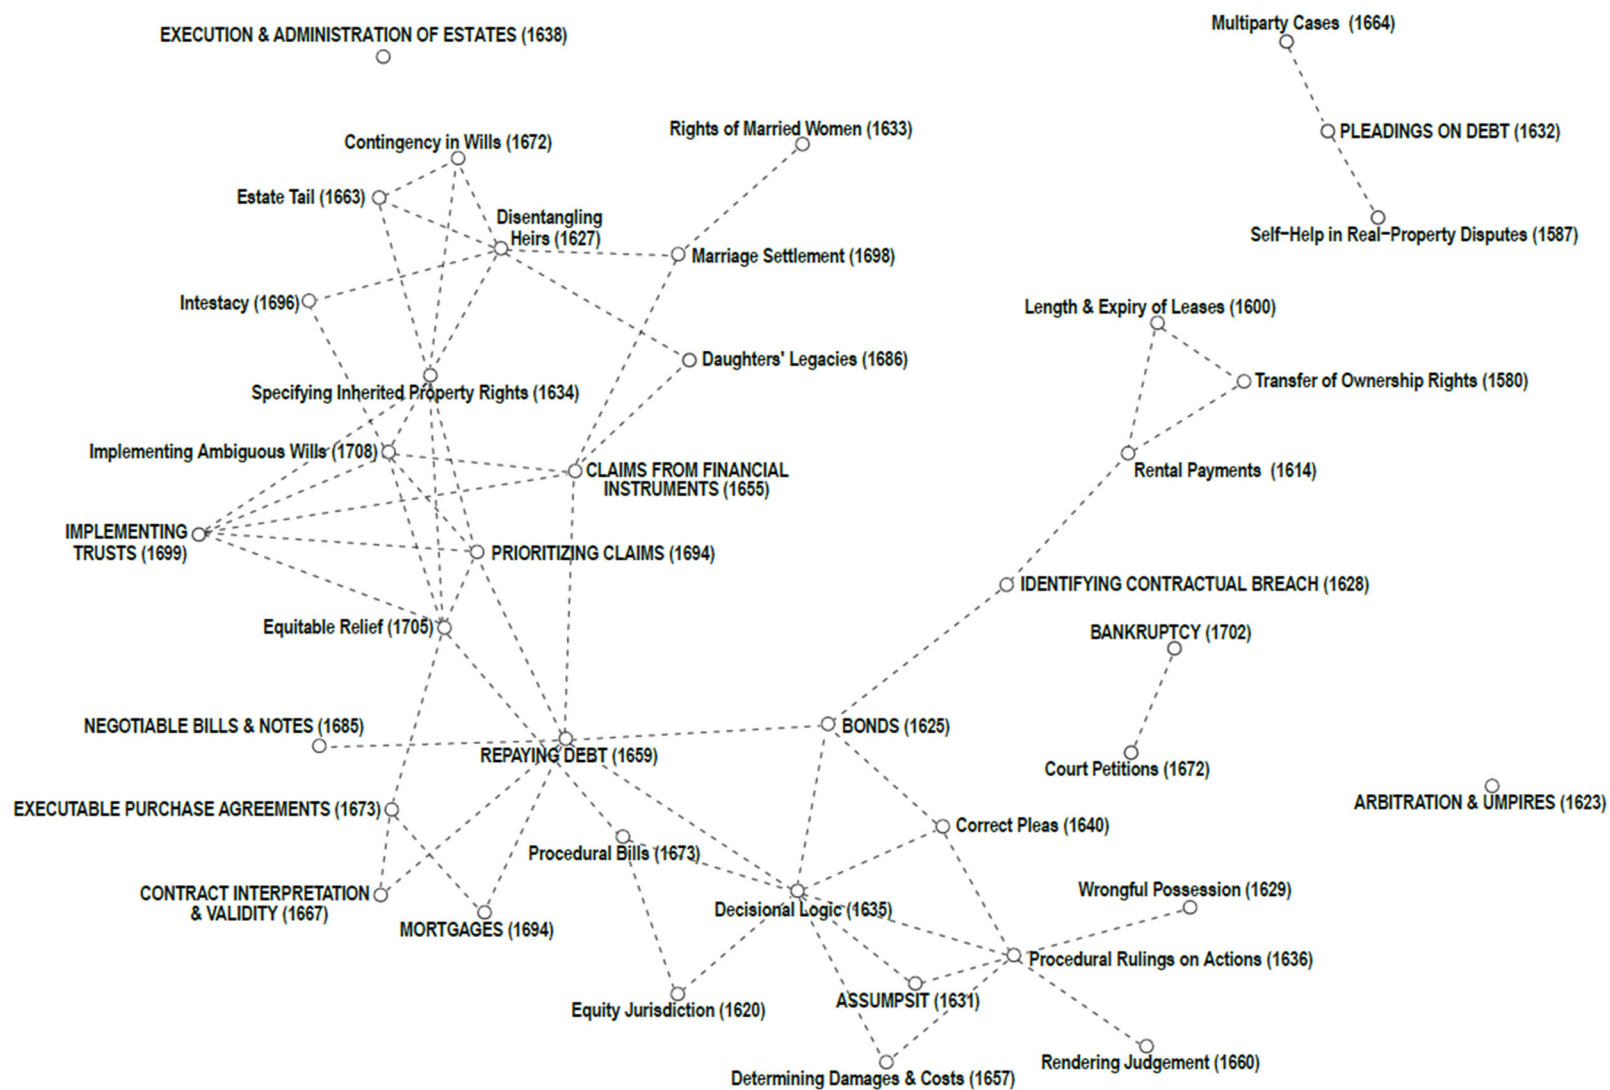 Multiparty Cases (1664)
EXECUTION & ADMINISTRATION OF ESTATES (1638)
Rights of Married Women (1633)
PLEADINGS ON DEBT (1632)
Contingency in Wills (1672)
Estate Tail (1663)
Disentangling
Heirs (1627)
Self-Help in Real-Property Disputes (1587)
Marriage Settlement (1698)
Intestacy (1696)
Length & Expiry of Leases (1600)
Daughters' Legacies (1686)
Transfer of Ownership Rights (1580)
Specifying Inherited Property Rights (1634)
Implementing Ambiguous Wills (1708)
CLAIMS FROM FINANCIAL
INSTRUMENTS (1655)
Rental Payments (1614)
IMPLEMENTING
TRUSTS (1699)
PRIORITIZING CLAIMS (1694)
IDENTIFYING CONTRACTUAL BREACH (1628)
Equitable Relief (1705)
BANKRUPTCY (1702)
NEGOTIABLE BILLS & NOTES (1685)
BONDS (1625)
REPAYING DEBT (1659)
Court Petitions (1672)
ARBITRATION & UMPIRES (1623)
EXECUTABLE PURCHASE AGREEMENTS (1673)
Correct Pleas (1640)
Procedural Bills (1673)
CONTRACT INTERPRETATION
& VALIDITY (1667)
Wrongful Possession (1629)
Decisional Logic (1635)
MORTGAGES (1694)
Procedural Rulings on Actions (1636)
ASSUMPSIT (1631)
Equity Jurisdiction (1620)
Rendering Judgement (1660)
Determining Damages & Costs (1657)